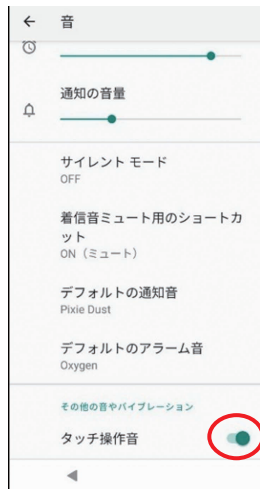 音
通知の音量
サイレント モード
OFF
着信音ミュート用のショートカ
ット
ON（ミュート）
デフォルトの通知音
Pixie Dust
デフォルトのアラーム音
Oxygen
その他の音やバイブレーション
タッチ操作音